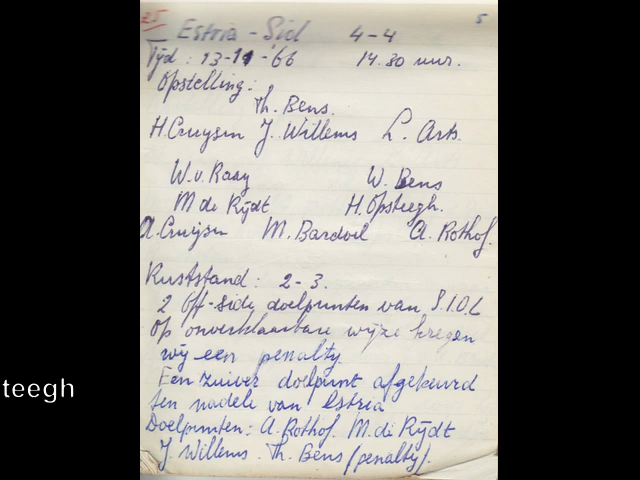 25 Estria - Sid 4-4 5
Tijd: 13-11-66 14.30 uur.
Opstelling:
Th. Bens.
H. Cruysen J. Willems L. Arts.
W. v. Raay W. Bens
M de Rijdt H. Opsteegh.
A. Cruijsen M. Bardoel A. Rothof.
Ruststand: 2-3.
2 off-side doelpunten van S.I.O.L
Op onverklaarbare wijze kregen
wij een penalty.
Een zuiver doelpunt afgekeurd
ten nadele van Estria
Doelpunten: A. Rothof. M. de Rijdt
J. Willems. Th. Bens (penalty).
teegh